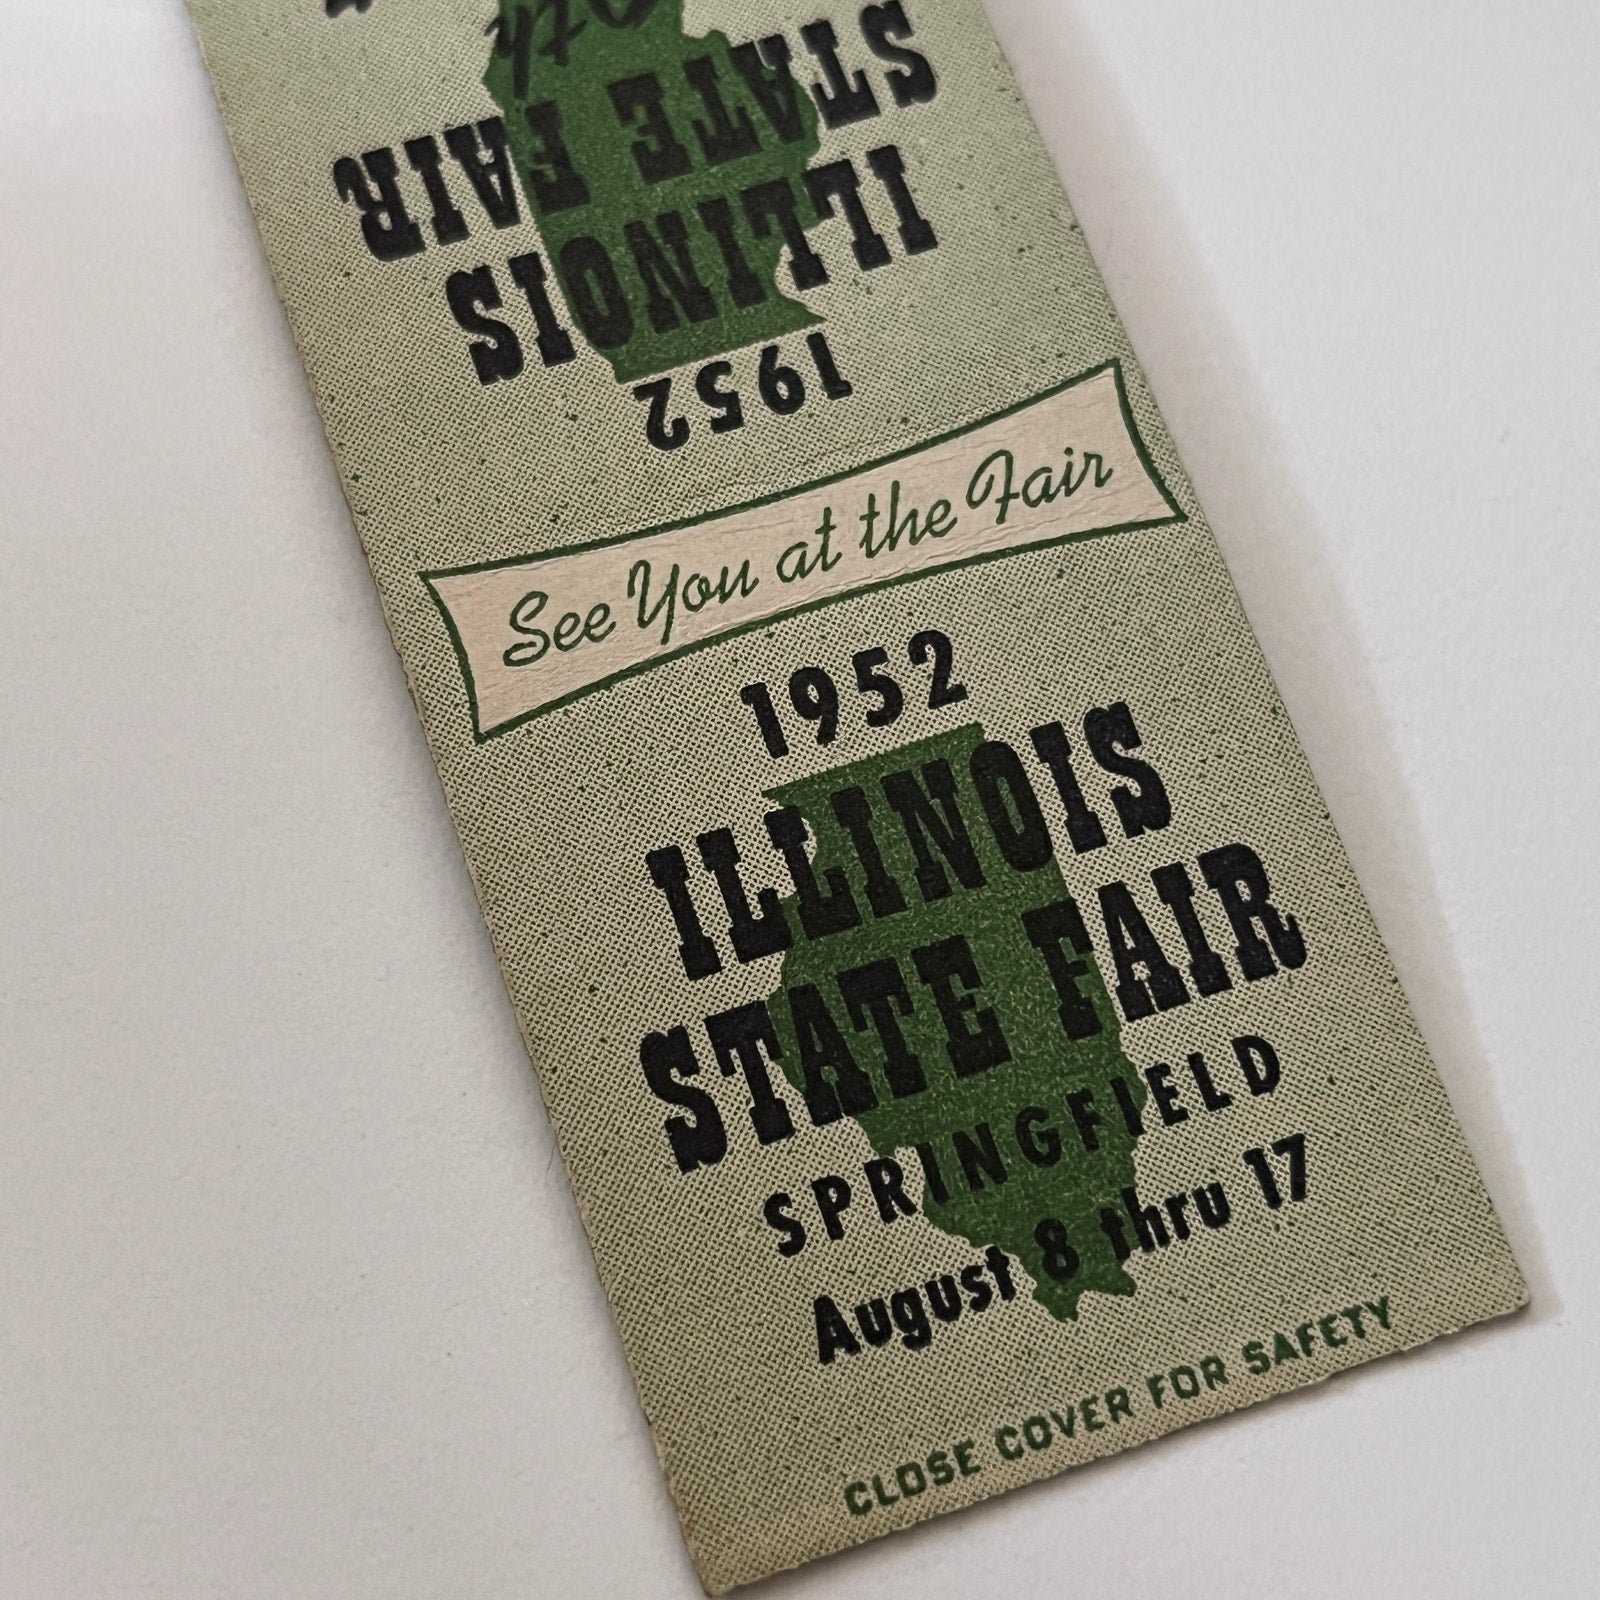 STATE FAIR
ILLINOIS
1952
See You at the Fair
1952
ILLINOIS
STATE FAIR
SPRINGFIELD
August 8 thru 17
CLOSE COVER FOR SAFETY